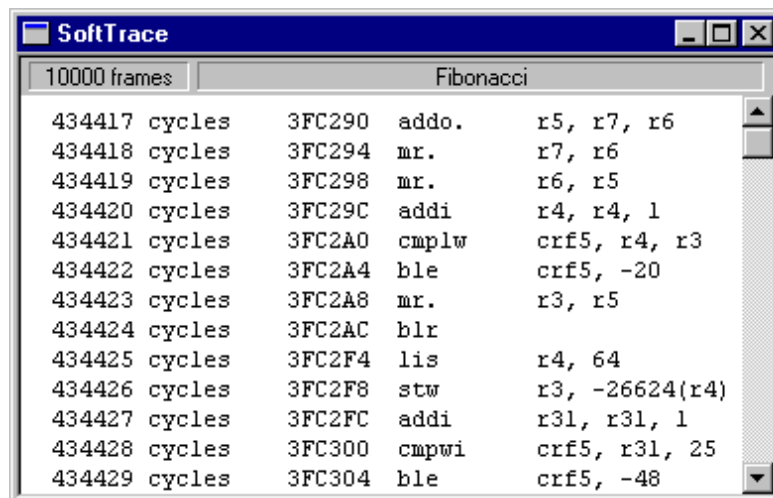 SoftTrace
10000 frames Fibonacci
434417 cycles 3FC290 addo. r5, r7, r6
434418 cycles 3FC294 mr. r7, r6
434419 cycles 3FC298 mr. r6, r5
434420 cycles 3FC29C addi r4, r4, 1
434421 cycles 3FC2A0 cmplw crf5, r4, r3
434422 cycles 3FC2A4 ble crf5, -20
434423 cycles 3FC2A8 mr. r3, r5
434424 cycles 3FC2AC blr
434425 cycles 3FC2F4 lis r4, 64
434426 cycles 3FC2F8 stw r3, -26624(r4)
434427 cycles 3FC2FC addi r31, r31, 1
434428 cycles 3FC300 cmpwi crf5, r31, 25
434429 cycles 3FC304 ble crf5, -48